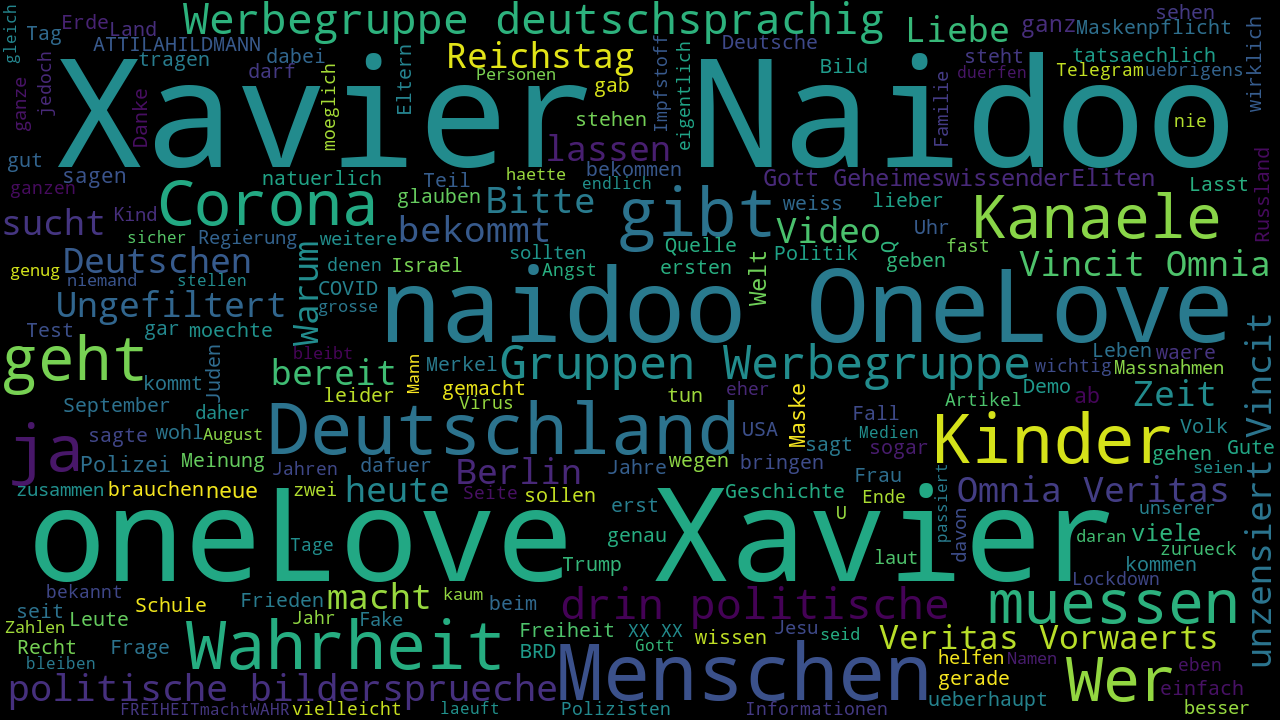 gleich
Tag
Erde
Land
ATTILAHILDMANN
tragen
Werbegruppe deutschsprachig
dabei
darf
Reichstag
Personen
gab
Eltern
moeglich
Impfstoff
eigentlich
Deutsche
Bild
Liebe
ganz
Maskenpflicht
sehen
steht
duerfen
tatsaechlich
Telegram
uebrigens
wirklich
ganze
jedoch
Danke
Xavier Naidoo
stehen
Familie
nie
gut
sagen
ganzen
natuerlich
Teil
lassen
haette
bekommen
endlich
Gott GeheimeswissenderEliten
Lasst
Russland
sucht
Kind
Corona
glauben
Bitte
gibt
weiss
lieber
Kanaele
sicher
Regierung
weitere
bekommt
Video
Uhr
fast
Q
genug
Deutschen
niemand
stellen
Warum
denen
Israel
sollten
Angst
Quelle
ersten
Politik
geben
Welt
Vincit Omnia
COVID
grosse
Ungefiltert
naidoo OneLove
Test
gar
moechte
geht
bleibt
Juden
kommt
bereit
Mann
Merkel
Gruppen Werbegruppe
wichtig
Leben
waere
Massnahmen
leider
gemacht
Virus
tun
eher
Maske
Artikel
Demo
ab
Zeit
September
daher
ja
sagte
wohl
August
Deutschland
USA
Fall
sagt
Medien
sogar
Kinder
Volk
gehen
Gute
seien
Polizei
Meinung
Jahren
dafuer
Berlin
Jahre
wegen
bringen
Frau
unzensiert Vincit
zusammen
brauchen
neue
zwei
heute
Seite
sollen
erst
Geschichte
Ende
U
passiert
Omnia Veritas
unserer
davon
oneLove Xavier
Tage
genau
Trump
laut
daran
viele
zurueck
kommen
Lockdown
bekannt
seit
Leute
Schule
Frieden
macht
kaum
beim
drin politische
muessen
Zahlen
Recht
Frage
bleiben
Jahr
Fake
Wahrheit
Freiheit
BRD
XX XX
Gott
wissen
Jesu
seid
Veritas Vorwaerts
helfen
Namen
gerade
Wer
eben
einfach
besser
politische bildersprueche
Menschen
ueberhaupt
FREIHEITmachtWAHR
vielleicht
laeuft
Polizisten
Informationen